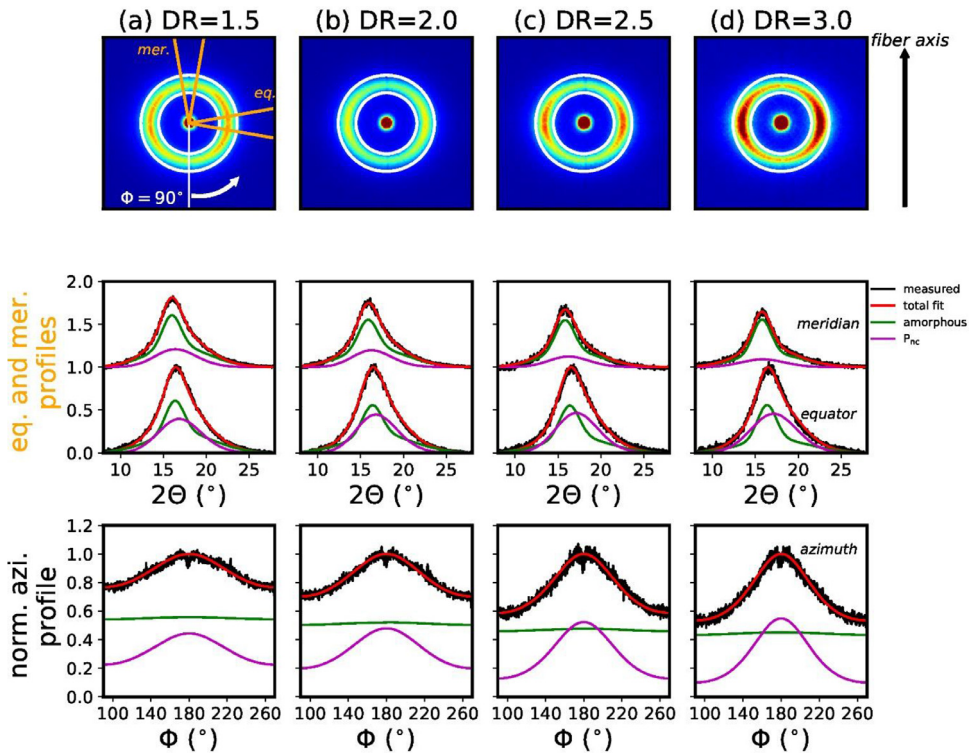 (a) DR=1.5
(b) DR=2.0
(c) DR=2.5
(d) DR=3.0
fiber axis
mer.
eq.
Φ = 90°
eq. and mer.
profiles
2.0
1.5
1.0
0.5
0.0
meridian
equator
measured
total fit
amorphous
Pnc
10 15 20 25
10 15 20 25
10 15 20 25
10 15 20 25
2Θ (°)
2Θ (°)
2Θ (°)
2Θ (°)
norm. azi.
profile
1.2
1.0
0.8
0.6
0.4
0.2
0.0
azimuth
100 140 180 220 260
100 140 180 220 260
100 140 180 220 260
100 140 180 220 260
Φ (°)
Φ (°)
Φ (°)
Φ (°)